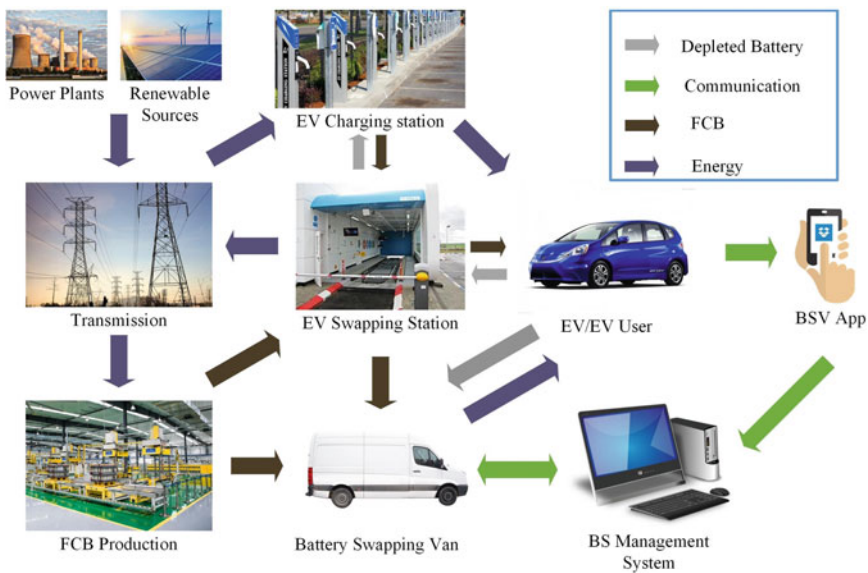 Power Plants
Renewable
Sources
EV Charging station
Depleted Battery
Communication
FCB
Energy
Transmission
EV Swapping Station
EV/EV User
BSV App
FCB Production
Battery Swapping Van
BS Management
System